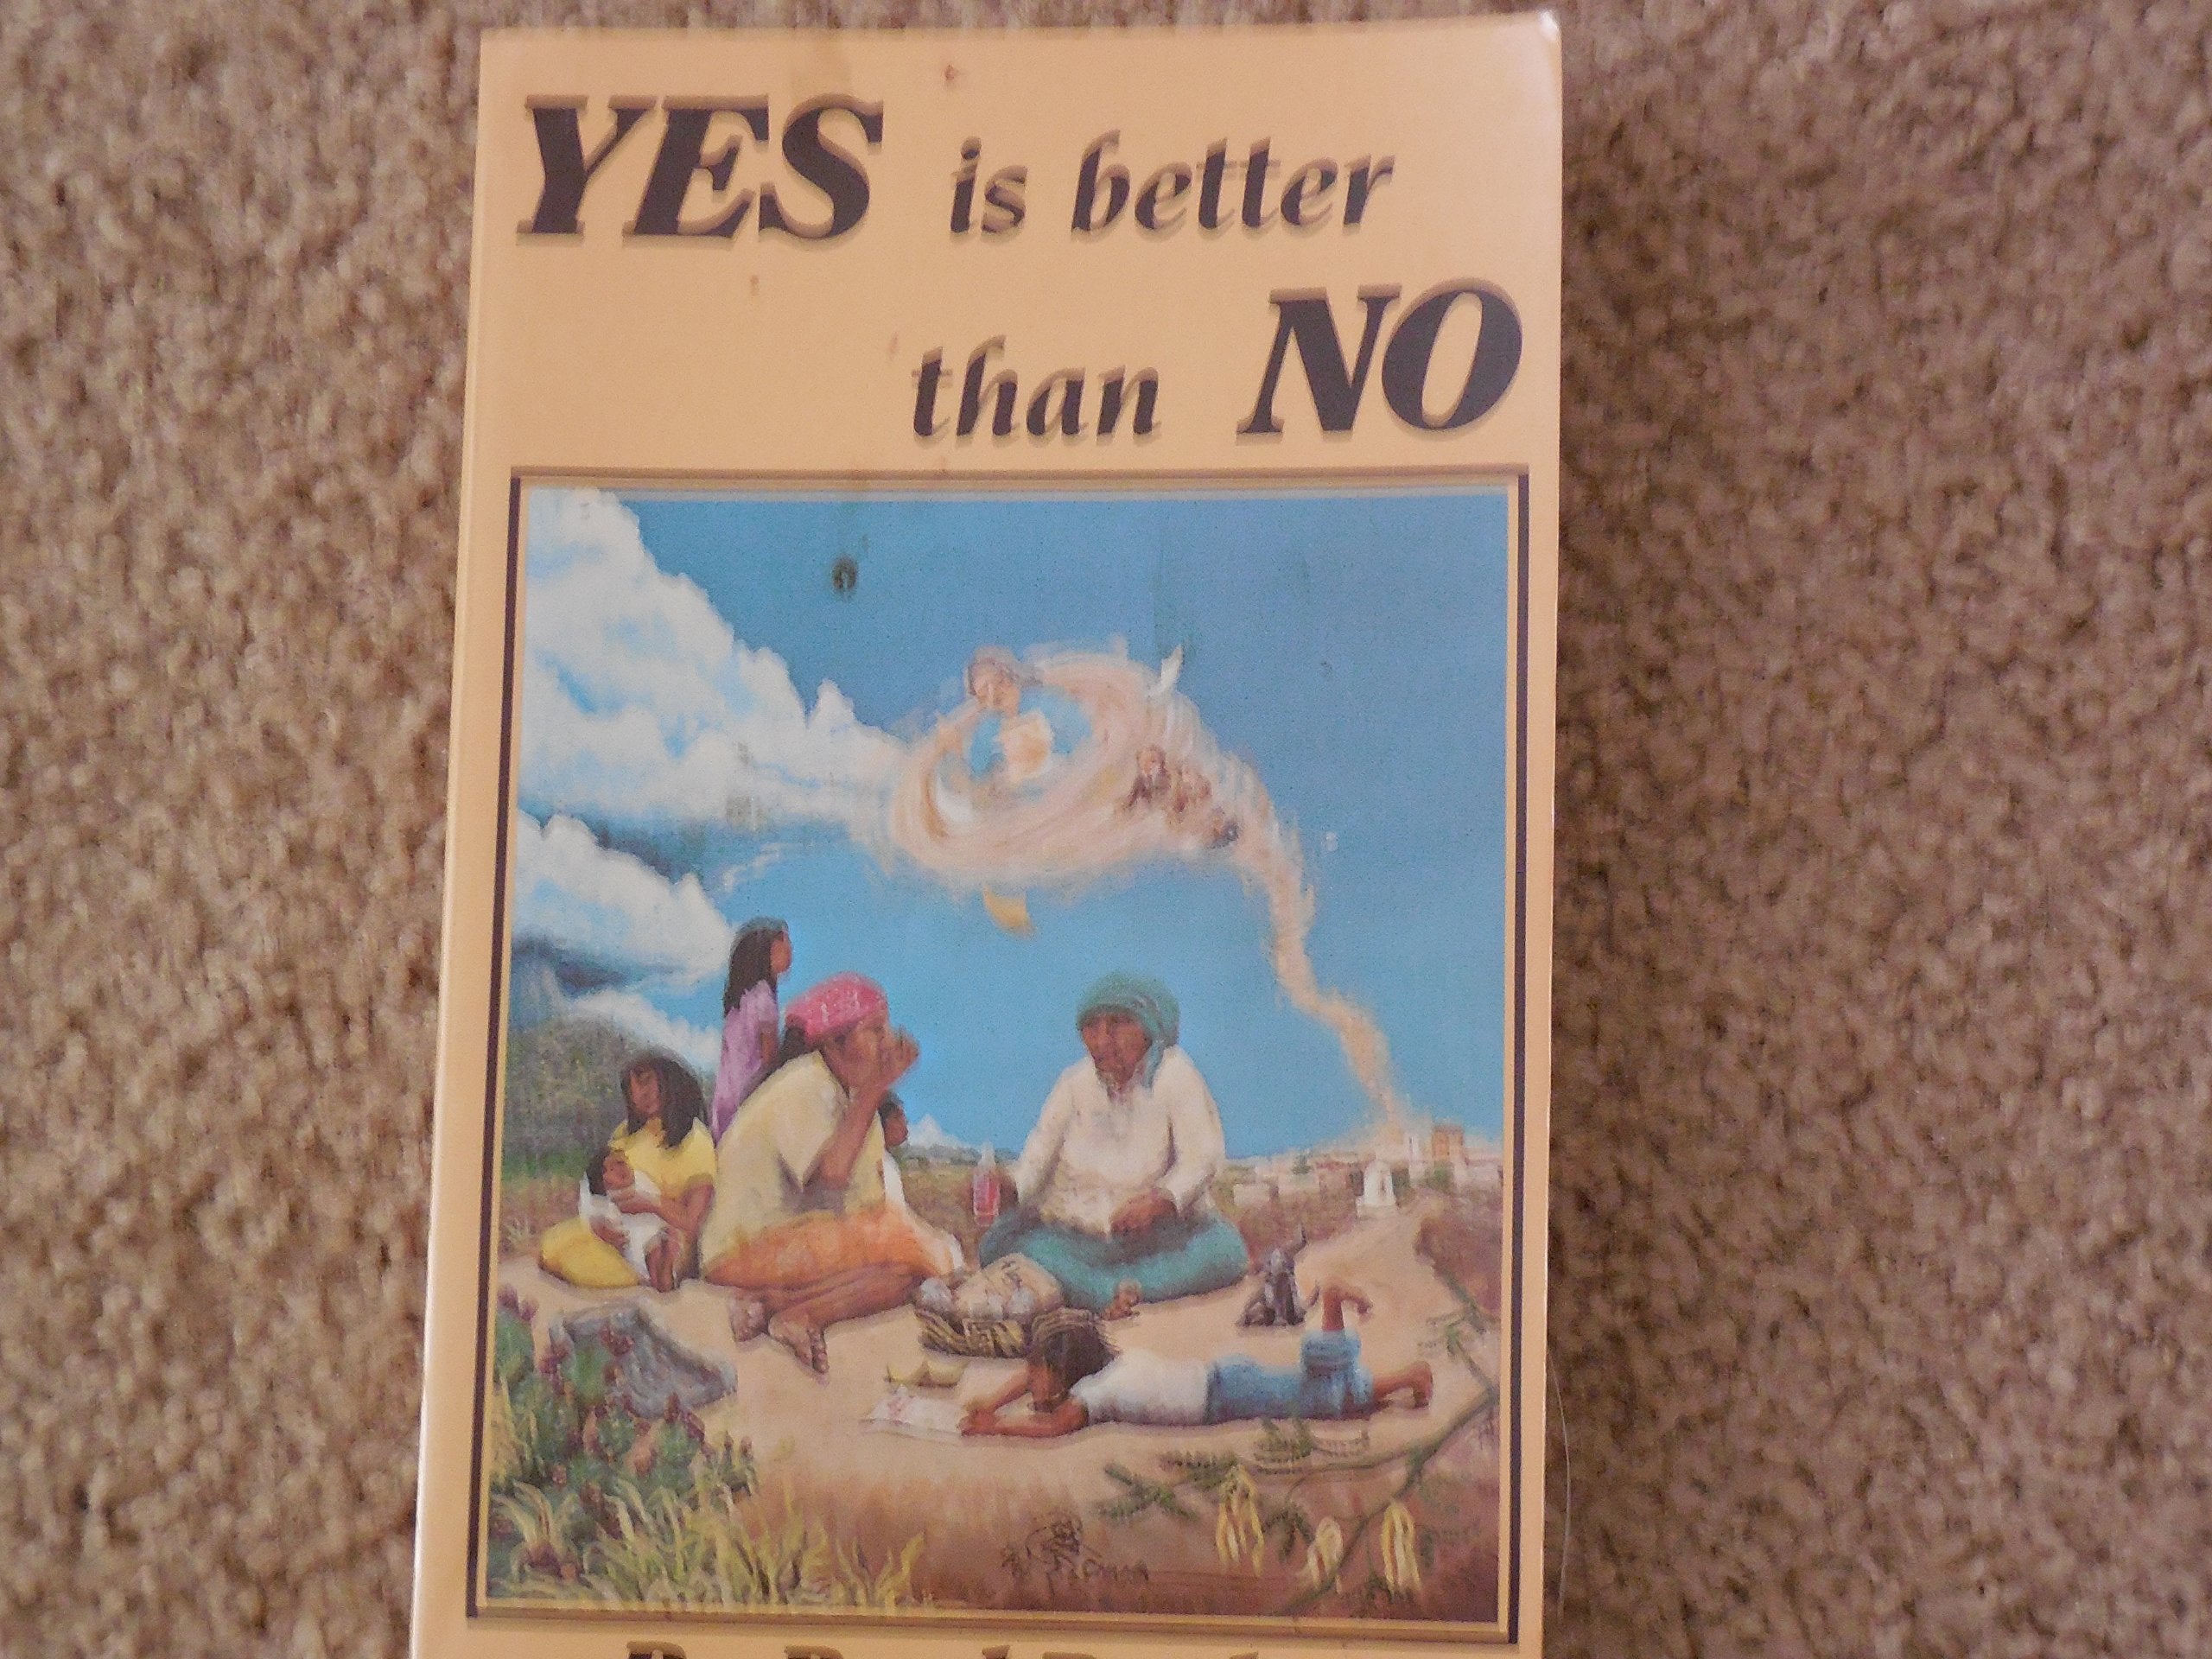 YES is better
than NO